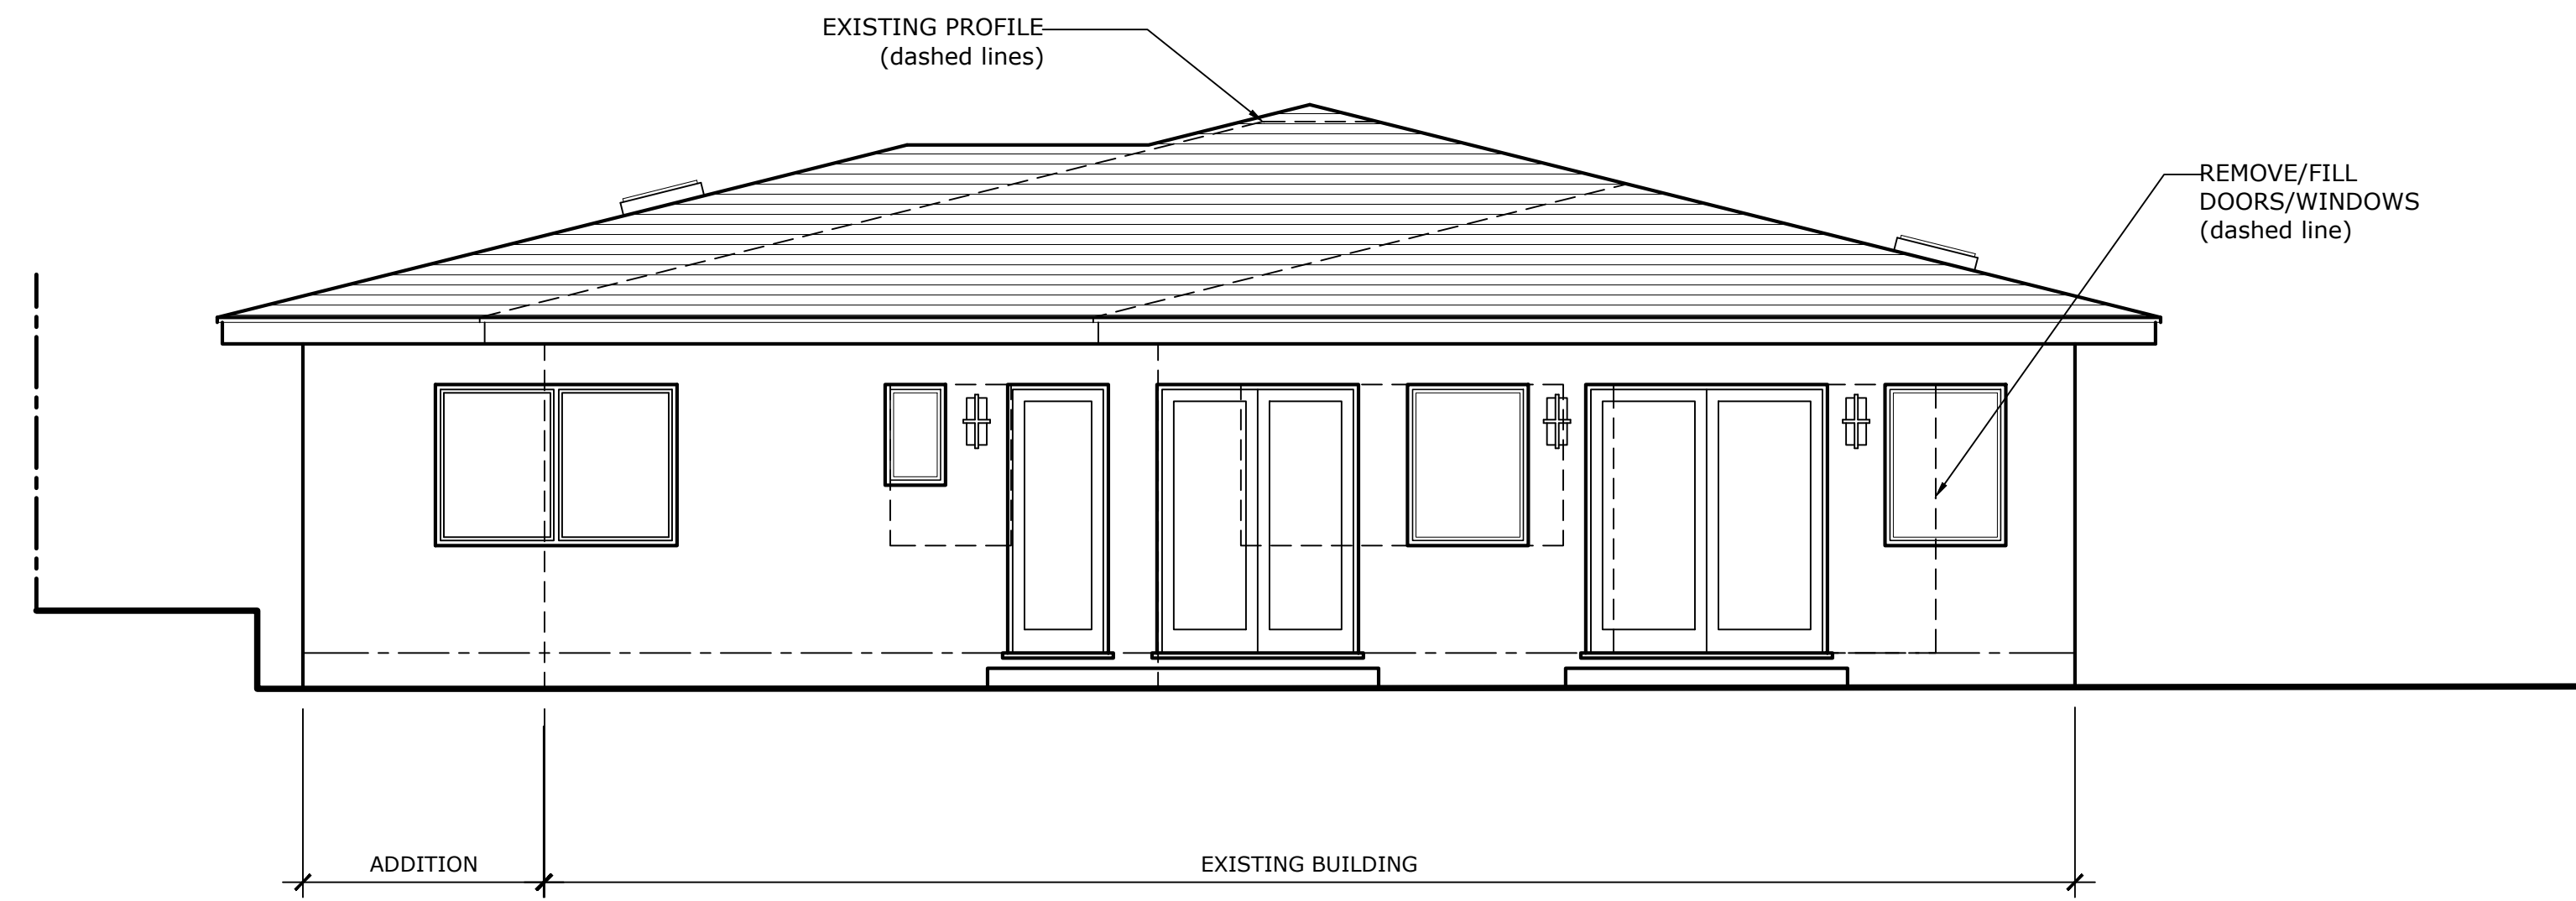 EXISTING PROFILE
(dashed lines)
REMOVE/FILL
DOORS/WINDOWS
(dashed line)
ADDITION
EXISTING BUILDING